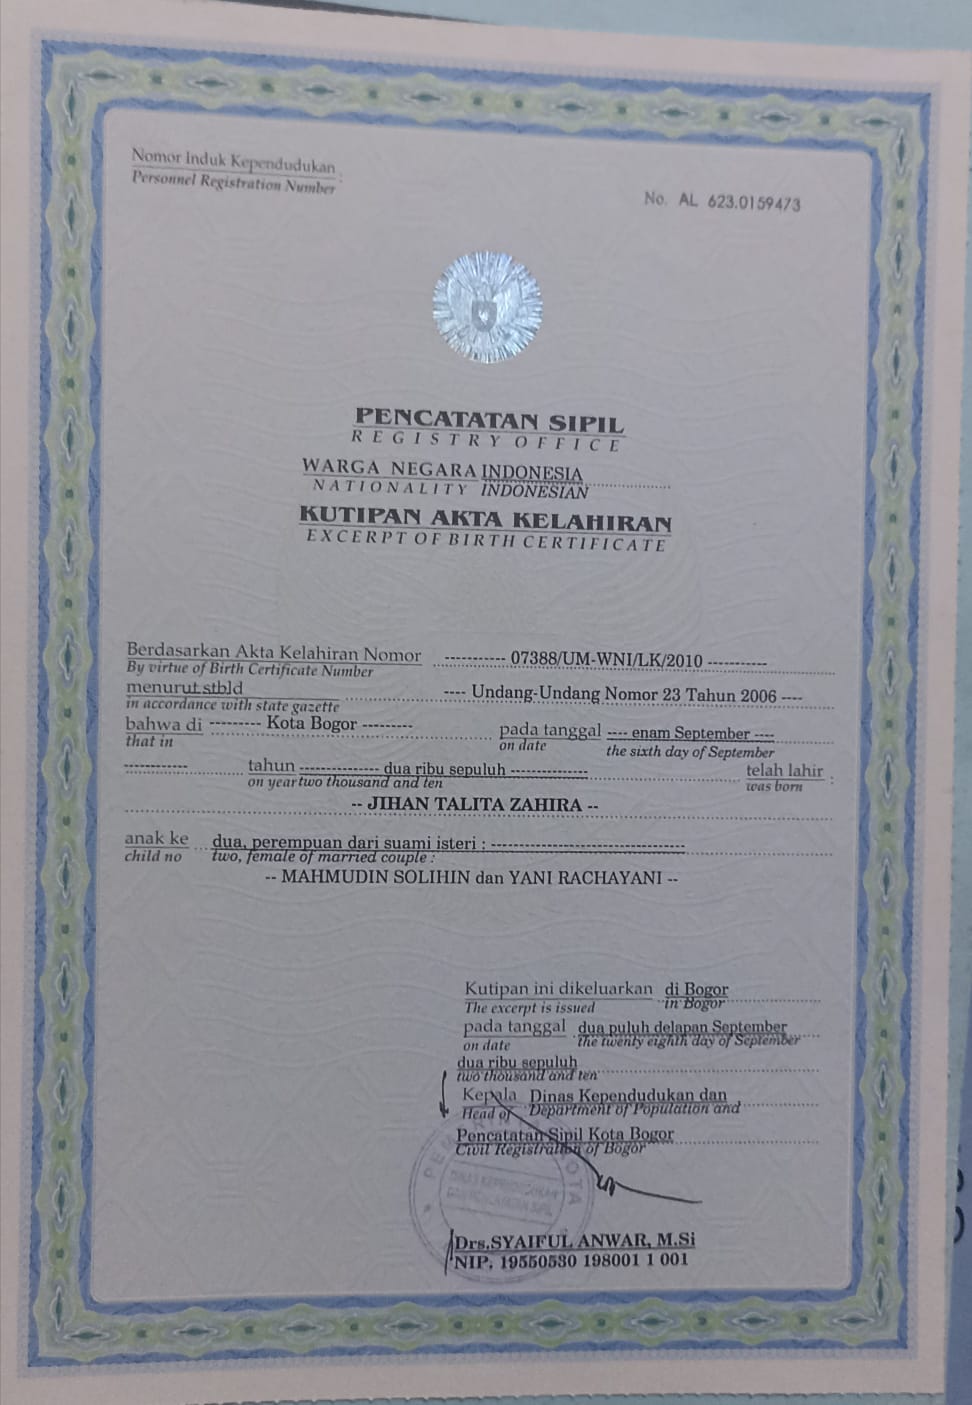 Nomor Induk Kependudukan :
Personnel Registration Number
No. AL 623.0159473
PENCATATAN SIPIL
REGISTRY OFFICE
WARGA NEGARA INDONESIA
NATIONALITY INDONESIAN
KUTIPAN AKTA KELAHIRAN
EXCERPT OF BIRTH CERTIFICATE
Berdasarkan Akta Kelahiran Nomor ----------- 07388/UM-WNI/LK/2010 -----------
By virtue of Birth Certificate Number
menurut stbld ---- Undang-Undang Nomor 23 Tahun 2006 ----
in accordance with state gazette
bahwa di --------- Kota Bogor --------- pada tanggal ---- enam September ----
that in on date the sixth day of September
------------ tahun -------------- dua ribu sepuluh -------------- telah lahir :
on year two thousand and ten was born
-- JIHAN TALITA ZAHIRA --
anak ke dua, perempuan dari suami isteri : -----------------------------------
child no two, female of married couple :
-- MAHMUDIN SOLIHIN dan YANI RACHAYANI --
Kutipan ini dikeluarkan di Bogor
The excerpt is issued in Bogor
pada tanggal dua puluh delapan September
on date the twenty eighth day of September
dua ribu sepuluh
two thousand and ten
Kepala Dinas Kependudukan dan
Head of Department of Population and
Pencatatan Sipil Kota Bogor
Civil Registration of Bogor
DINAS KEPENDUDUKAN
DAN PENCATATAN SIPIL
Drs.SYAIFUL ANWAR, M.Si
NIP. 19550530 198001 1 001